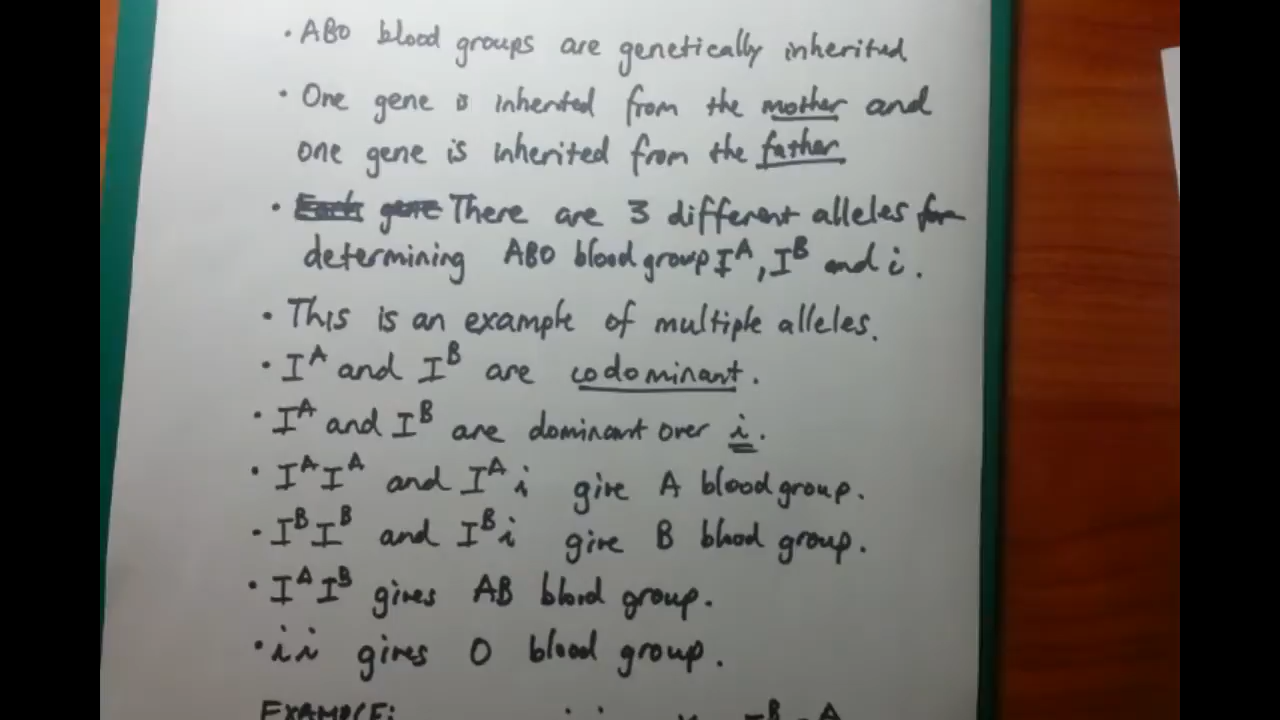 · ABO blood groups are genetically inherited
· One gene is inherited from the mother and
one gene is inherited from the father
· Each gene There are 3 different alleles for
determining ABO blood group Iᴬ, Iᴮ and i.
· This is an example of multiple alleles.
· Iᴬ and Iᴮ are codominant.
· Iᴬ and Iᴮ are dominant over i.
· IᴬIᴬ and Iᴬi give A blood group.
· IᴮIᴮ and Iᴮi give B blood group.
· IᴬIᴮ gives AB blood group.
· ii gives O blood group.
EXAMPLE: